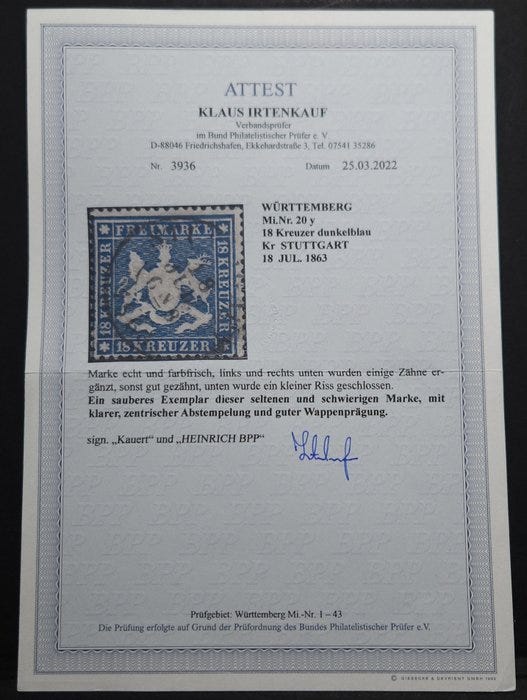 ATTEST
KLAUS IRTENKAUF
Verbandsprüfer
im Bund Philatelistischer Prüfer e. V.
D-88046 Friedrichshafen, Ekkehardstraße 3, Tel. 07541 35286
Nr. 3936 Datum 25.03.2022
WÜRTTEMBERG
Mi.Nr. 20 y
18 Kreuzer dunkelblau
Kr STUTTGART
18 JUL. 1863
FREIMARKE
18 KREUZER
18 KREUZER
18 KREUZER
Marke echt und farbfrisch, links und rechts unten wurden einige Zähne er-
gänzt, sonst gut gezähnt, unten wurde ein kleiner Riss geschlossen.
Ein sauberes Exemplar dieser seltenen und schwierigen Marke, mit
klarer, zentrischer Abstempelung und guter Wappenprägung.
sign. „Kauert“ und „HEINRICH BPP“
Prüfgebiet: Württemberg Mi.-Nr. 1 – 43
Die Prüfung erfolgte auf Grund der Prüfordnung des Bundes Philatelistischer Prüfer e.V.
© GIESECKE & DEVRIENT GMBH 1993